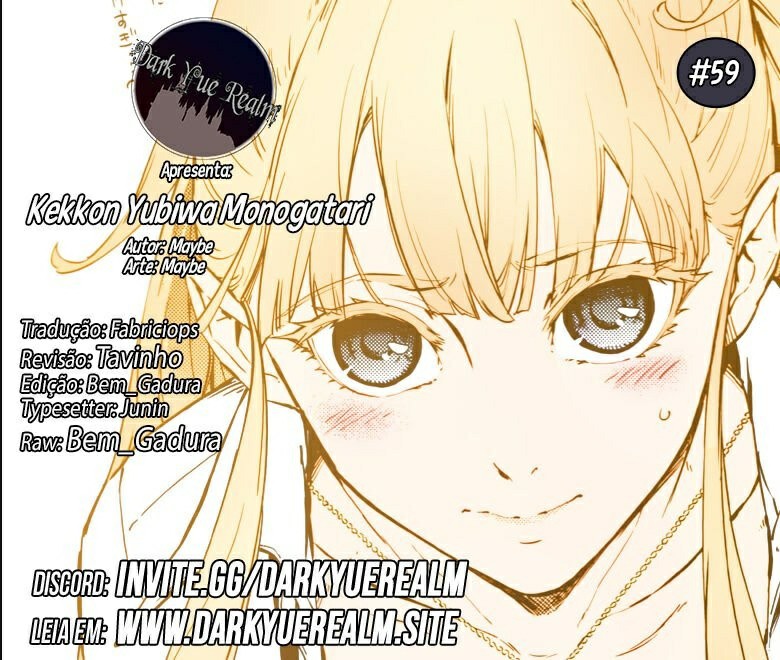 Dark Yue Realm
#59
Apresenta:
Kekkon Yubiwa Monogatari
Autor: Maybe
Arte: Maybe
Tradução: Fabriciops
Revisão: Tavinho
Edição: Bem_Gadura
Typesetter: Junin
Raw: Bem_Gadura
DISCORD: INVITE.GG/DARKYUEREALM
LEIA EM: WWW.DARKYUEREALM.SITE